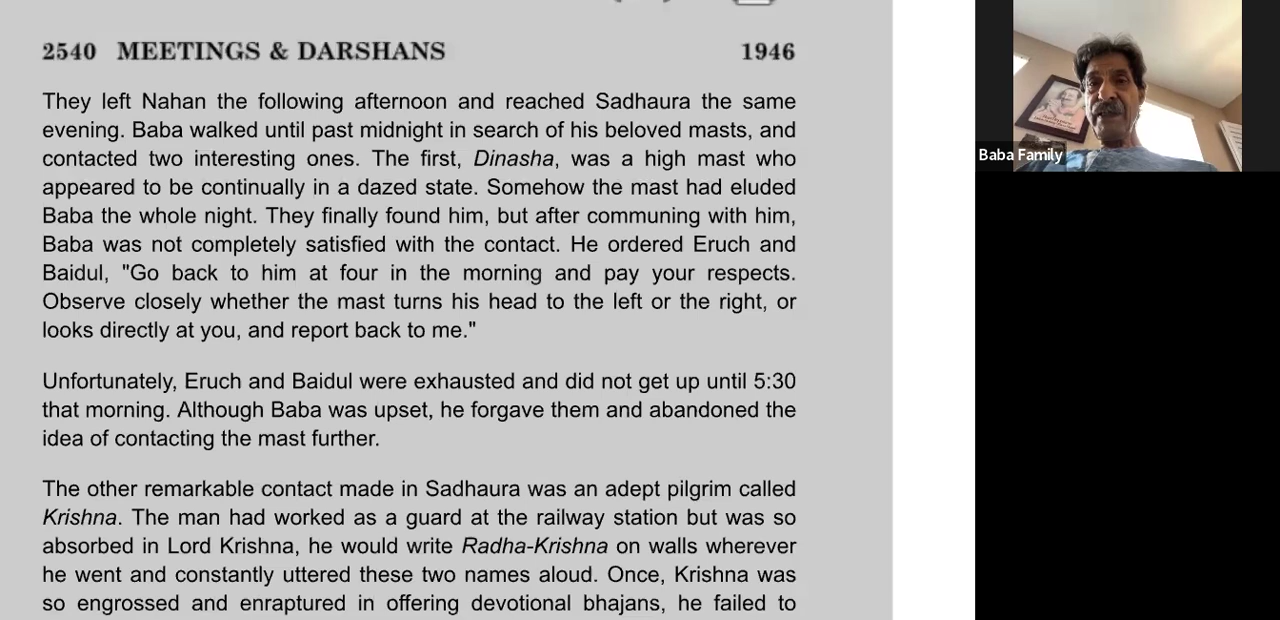 2540 MEETINGS & DARSHANS 1946
They left Nahan the following afternoon and reached Sadhaura the same
evening. Baba walked until past midnight in search of his beloved masts, and
contacted two interesting ones. The first, Dinasha, was a high mast who
appeared to be continually in a dazed state. Somehow the mast had eluded
Baba the whole night. They finally found him, but after communing with him,
Baba was not completely satisfied with the contact. He ordered Eruch and
Baidul, "Go back to him at four in the morning and pay your respects.
Observe closely whether the mast turns his head to the left or the right, or
looks directly at you, and report back to me."
Unfortunately, Eruch and Baidul were exhausted and did not get up until 5:30
that morning. Although Baba was upset, he forgave them and abandoned the
idea of contacting the mast further.
The other remarkable contact made in Sadhaura was an adept pilgrim called
Krishna. The man had worked as a guard at the railway station but was so
absorbed in Lord Krishna, he would write Radha-Krishna on walls wherever
he went and constantly uttered these two names aloud. Once, Krishna was
so engrossed and enraptured in offering devotional bhajans, he failed to
Baba Family